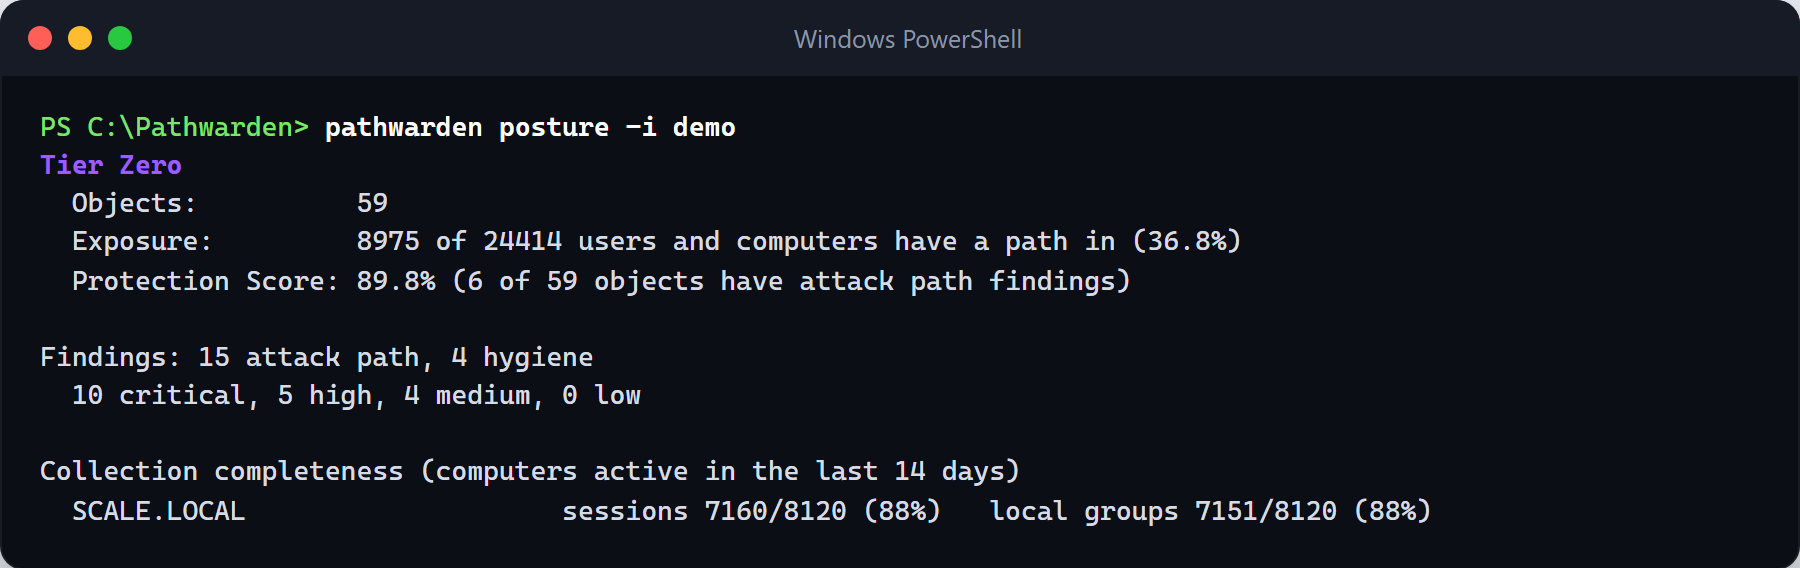 Windows PowerShell
PS C:\Pathwarden> pathwarden posture -i demo
Tier Zero
  Objects:          59
  Exposure:         8975 of 24414 users and computers have a path in (36.8%)
  Protection Score: 89.8% (6 of 59 objects have attack path findings)
Findings: 15 attack path, 4 hygiene
  10 critical, 5 high, 4 medium, 0 low
Collection completeness (computers active in the last 14 days)
  SCALE.LOCAL                    sessions 7160/8120 (88%)   local groups 7151/8120 (88%)